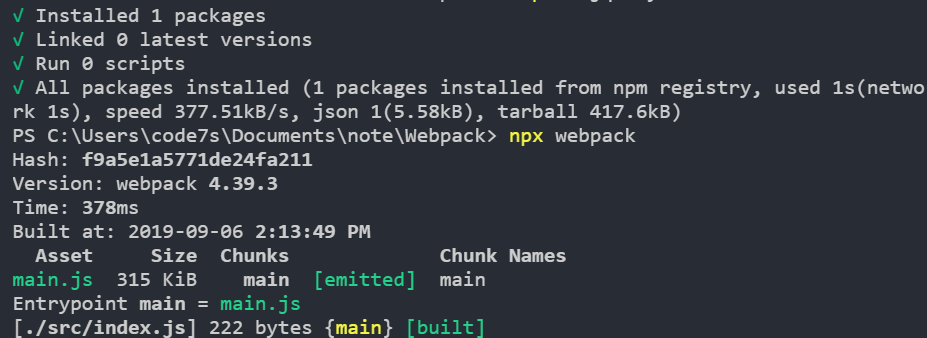 √ Installed 1 packages
√ Linked 0 latest versions
√ Run 0 scripts
√ All packages installed (1 packages installed from npm registry, used 1s(netwo
rk 1s), speed 377.51kB/s, json 1(5.58kB), tarball 417.6kB)
PS C:\Users\code7s\Documents\note\Webpack> npx webpack
Hash: f9a5e1a5771de24fa211
Version: webpack 4.39.3
Time: 378ms
Built at: 2019-09-06 2:13:49 PM
Asset Size Chunks Chunk Names
main.js 315 KiB main [emitted] main
Entrypoint main = main.js
[./src/index.js] 222 bytes {main} [built]